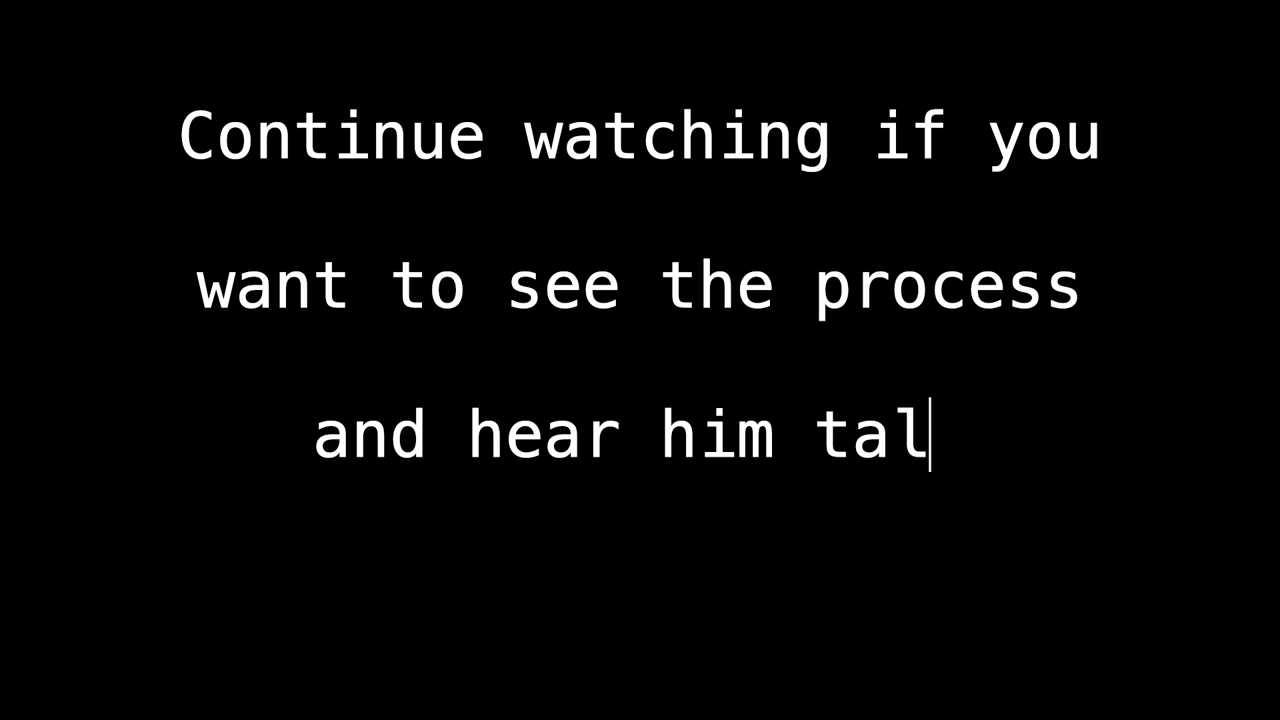 Continue watching if you
want to see the process
and hear him tal